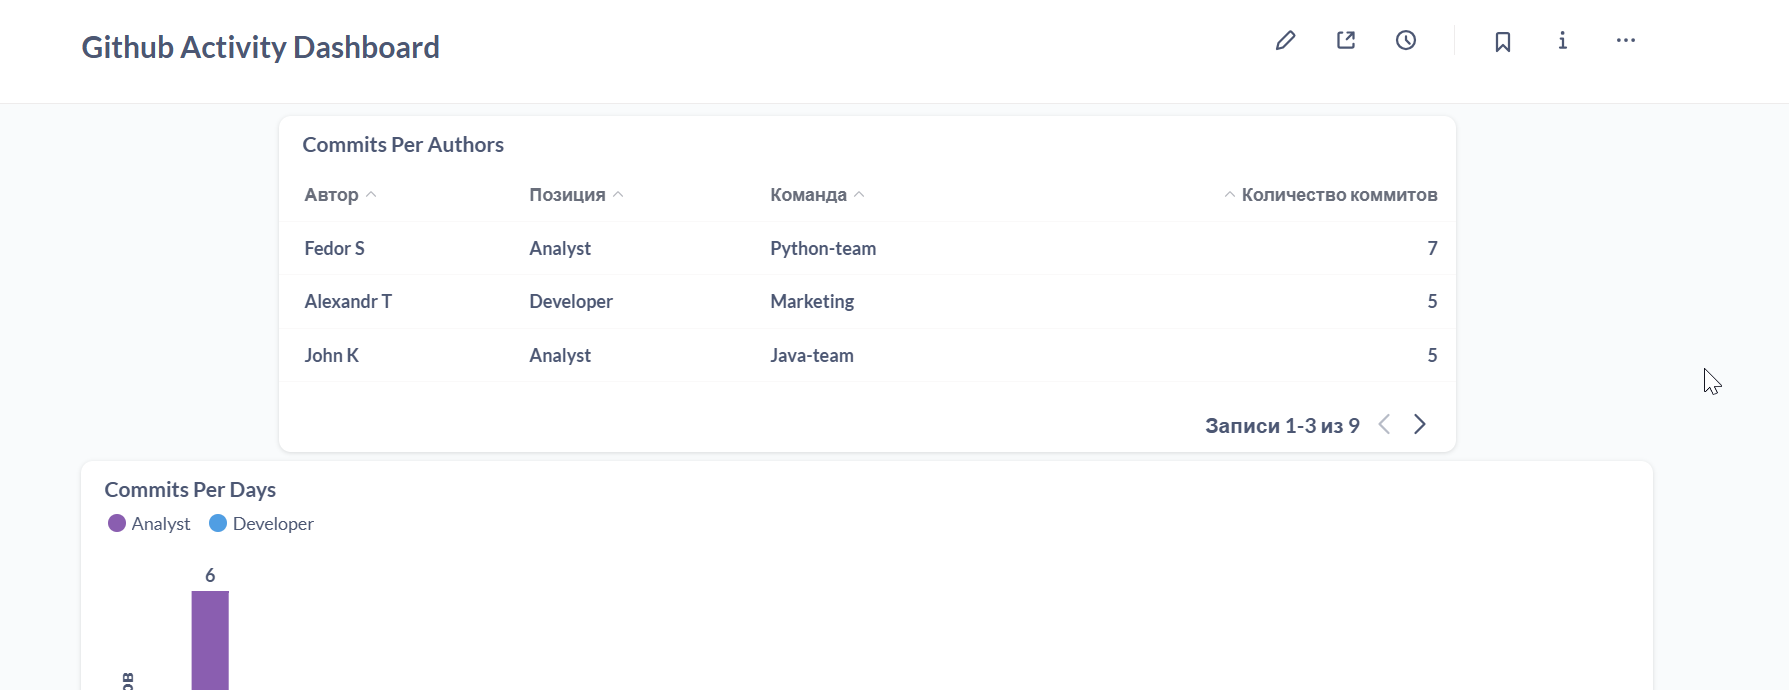 Github Activity Dashboard
Commits Per Authors
Автор Позиция Команда Количество коммитов
Fedor S Analyst Python-team 7
Alexandr T Developer Marketing 5
John K Analyst Java-team 5
Записи 1-3 из 9
Commits Per Days
Analyst Developer
6